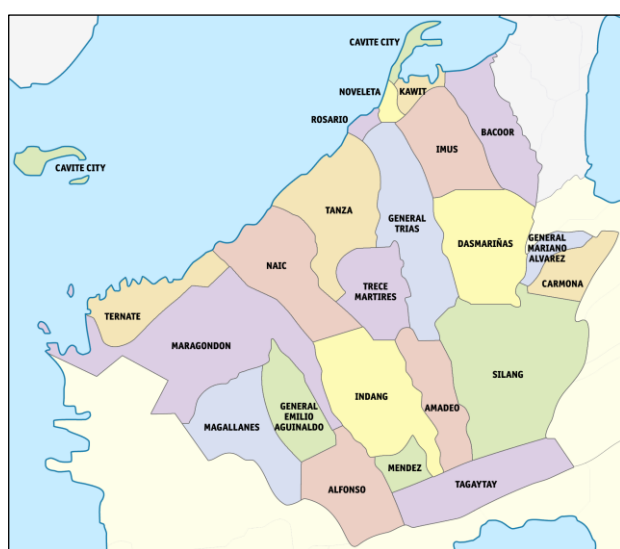 CAVITE CITY
NOVELETA
KAWIT
ROSARIO
BACOOR
IMUS
CAVITE CITY
TANZA
GENERAL
TRIAS
DASMARIÑAS
GENERAL
MARIANO
ALVAREZ
NAIC
TRECE
MARTIRES
CARMONA
TERNATE
MARAGONDON
SILANG
INDANG
AMADEO
GENERAL
EMILIO
AGUINALDO
MAGALLANES
MENDEZ
ALFONSO
TAGAYTAY